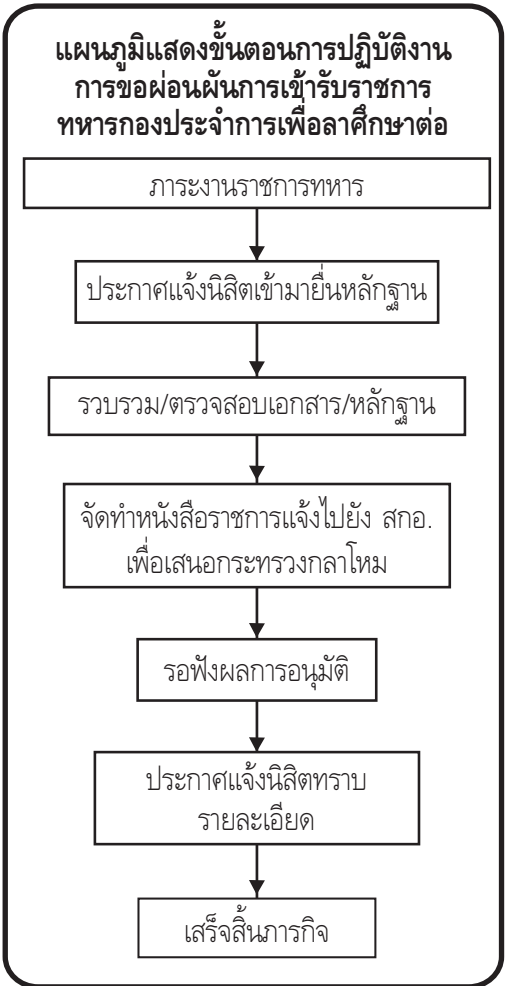 แผนภูมิแสดงขั้นตอนการปฏิบัติงาน
การขอผ่อนผันการเข้ารับราชการ
ทหารกองประจำการเพื่อลาศึกษาต่อ
ภาระงานราชการทหาร
ประกาศแจ้งนิสิตเข้ามายื่นหลักฐาน
รวบรวม/ตรวจสอบเอกสาร/หลักฐาน
จัดทำหนังสือราชการแจ้งไปยัง สกอ.
เพื่อเสนอกระทรวงกลาโหม
รอฟังผลการอนุมัติ
ประกาศแจ้งนิสิตทราบ
รายละเอียด
เสร็จสิ้นภารกิจ